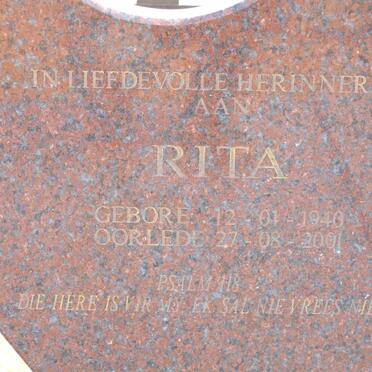 IN LIEFDEVOLLE HERINNER
AAN
RITA
GEBORE 12 - 01 - 1940
OORLEDE 27 - 08 - 2001
PSALM 118
DIE HERE IS VIR MY, EK SAL NIE VREES NIE